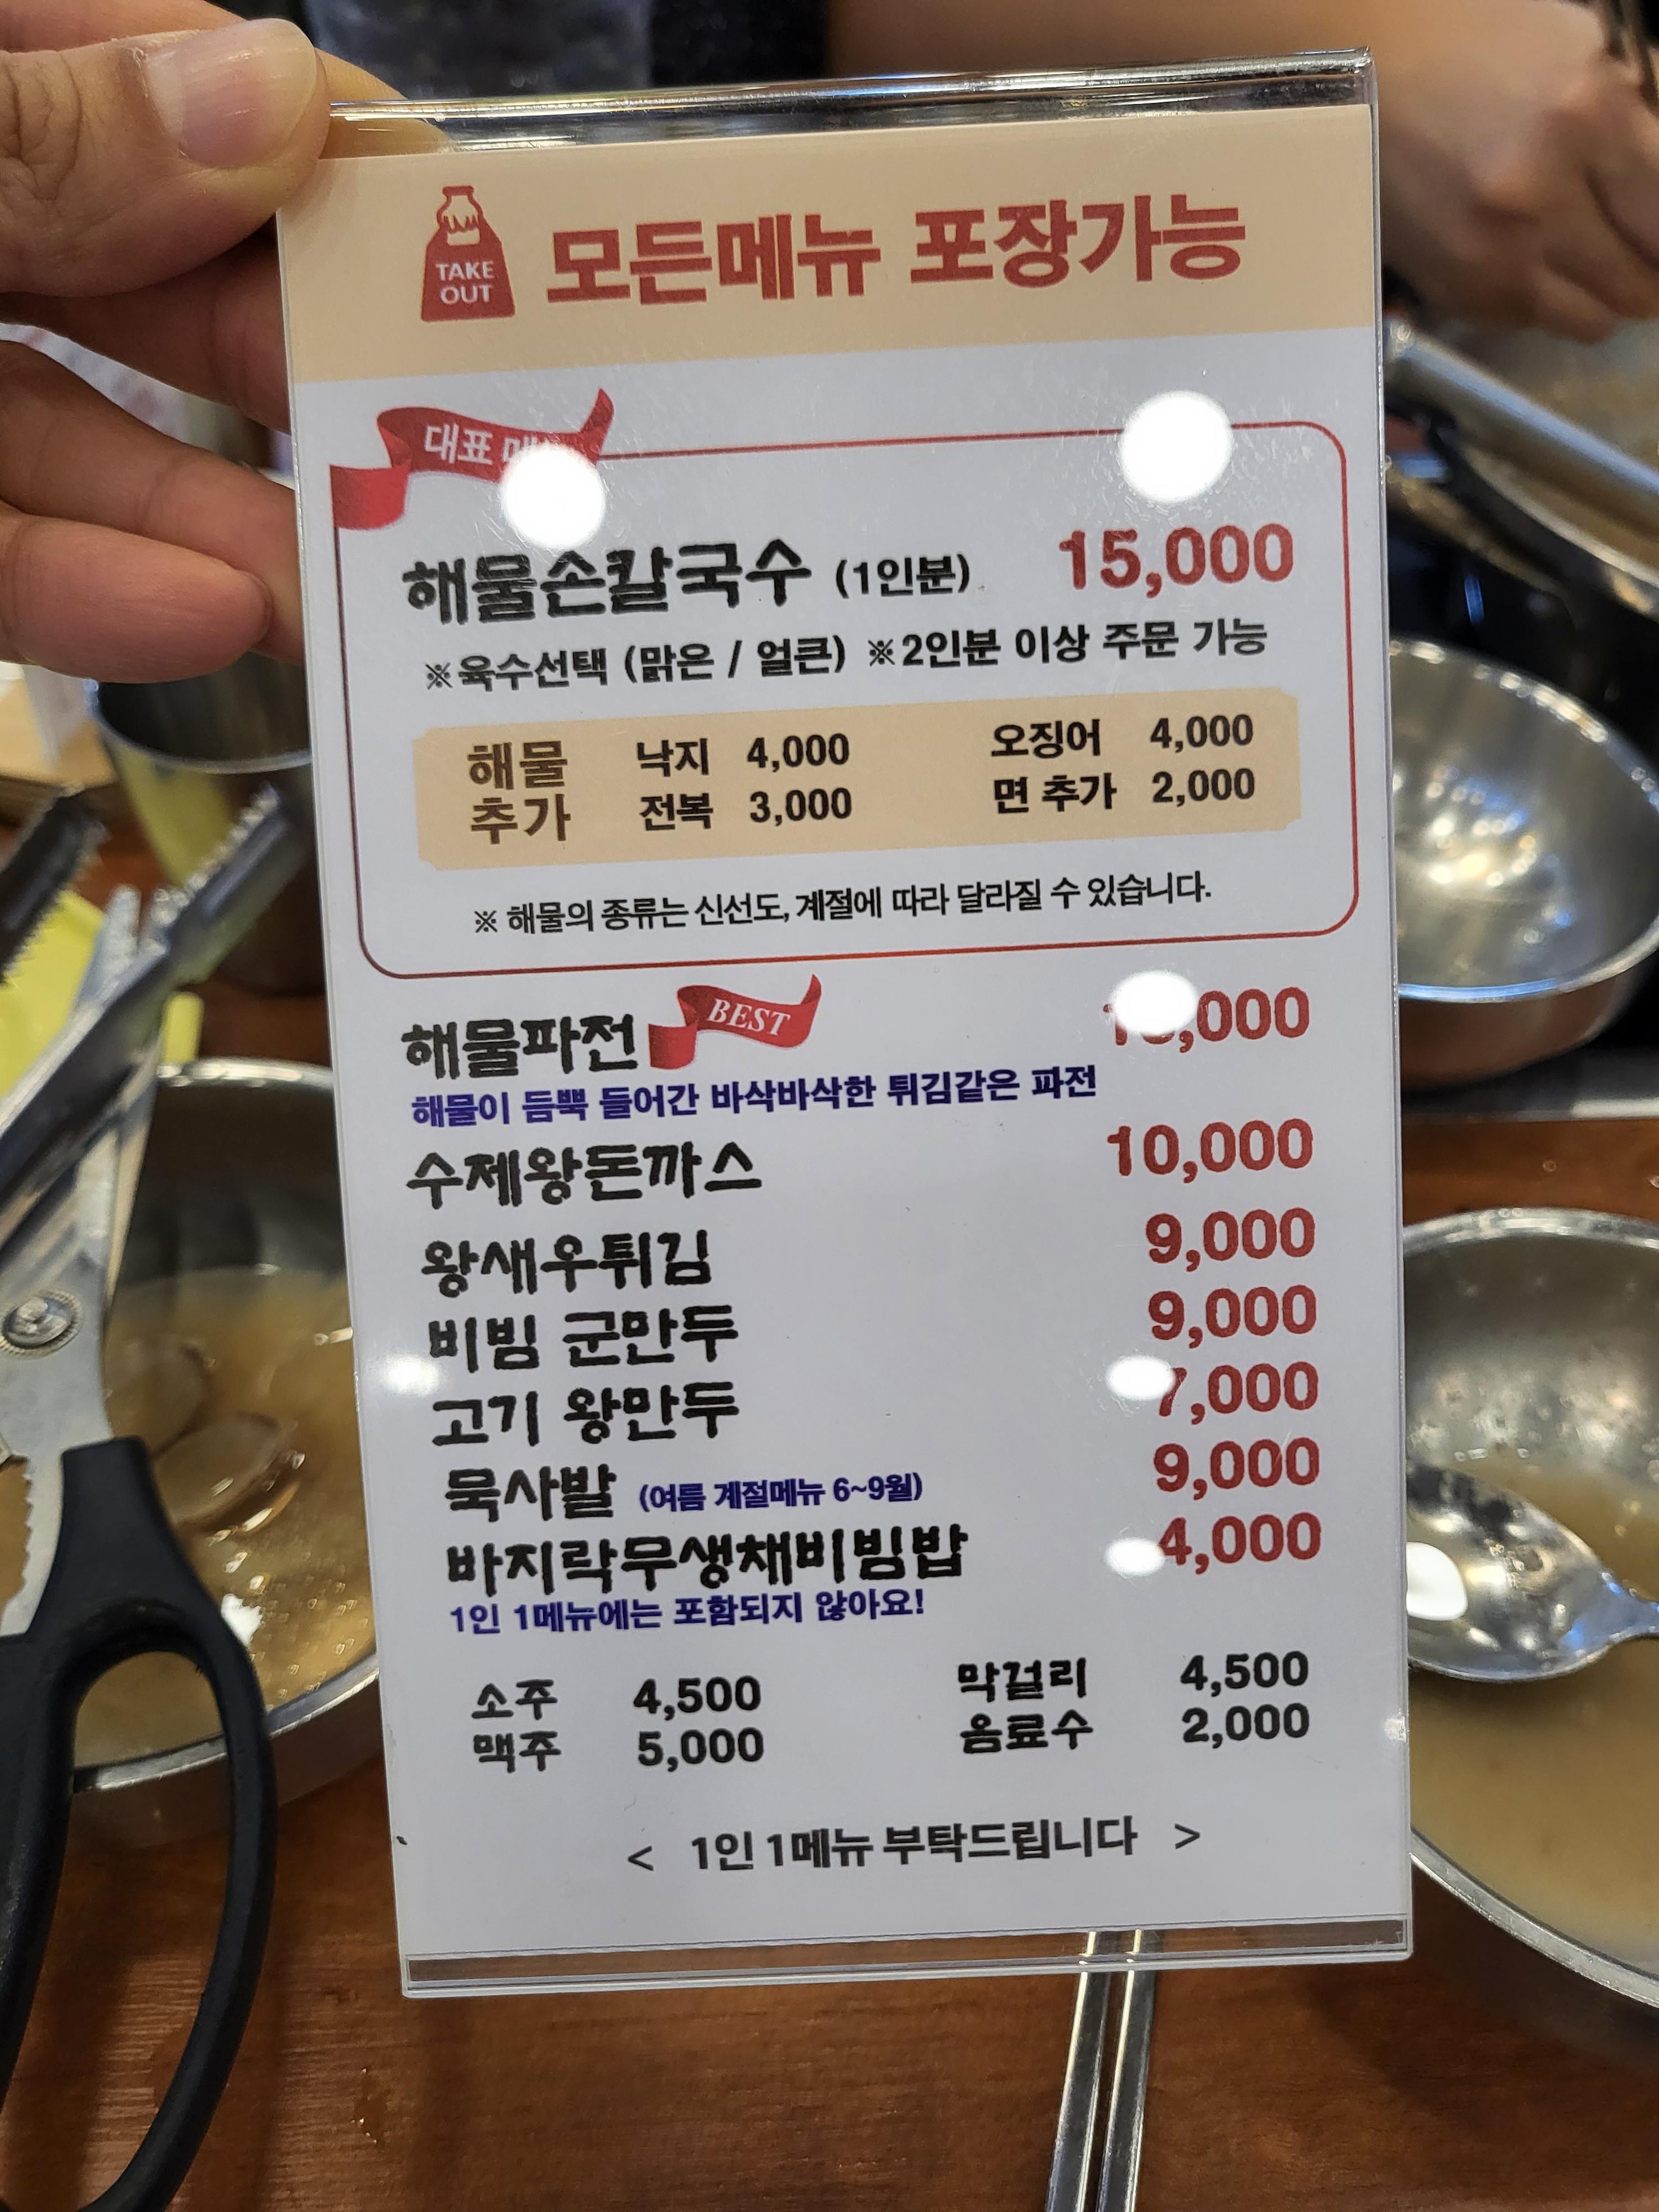 TAKE
OUT
모든메뉴 포장가능
대표
해물손칼국수 (1인분) 15,000
※육수선택 (맑은 / 얼큰) ※2인분 이상 주문 가능
해물 추가
낙지 4,000 오징어 4,000
전복 3,000 면 추가 2,000
※ 해물의 종류는 신선도, 계절에 따라 달라질 수 있습니다.
해물파전 BEST
해물이 듬뿍 들어간 바삭바삭한 튀김같은 파전
수제왕돈까스 10,000
왕새우튀김 9,000
비빔 군만두 9,000
고기 왕만두 7,000
묵사발 (여름 계절메뉴 6~9월) 9,000
바지락무생채비빔밥 4,000
1인 1메뉴에는 포함되지 않아요!
소주 4,500 막걸리 4,500
맥주 5,000 음료수 2,000
< 1인 1메뉴 부탁드립니다 >